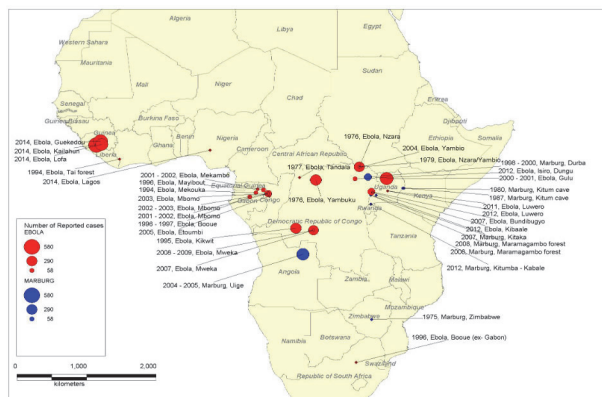 Algeria
Libya
Egypt
Western Sahara
Mauritania
Mali
Niger
Sudan
Eritrea
Chad
Senegal
Djibouti
Burkina Faso
Guinea
Benin
Nigeria
Ethiopia
Somalia
Ghana
Liberia
Cameroon
Central African Republic
Equatorial Guinea
Gabon
Congo
Democratic Republic of Congo
Uganda
Kenya
Rwanda
Tanzania
Angola
Zambia
Malawi
Mozambique
Zimbabwe
Namibia
Botswana
Swaziland
Republic of South Africa
2014, Ebola, Guekedou
2014, Ebola, Kailahun
2014, Ebola, Lofa
1994, Ebola, Tai forest
2014, Ebola, Lagos
2001 - 2002, Ebola, Mekambo
1996, Ebola, Mayibout
1994, Ebola, Mekouka
2003, Ebola, Mbomo
2002 - 2003, Ebola, Mbomo
2001 - 2002, Ebola, Mbomo
1996 - 1997, Ebola, Booue
2005, Ebola, Etoumbi
1995, Ebola, Kikwit
2008 - 2009, Ebola, Mweka
2007, Ebola, Mweka
2004 - 2005, Marburg, Uige
1976, Ebola, Nzara
2004, Ebola, Yambio
1977, Ebola, Tandala
1979, Ebola, Nzara/Yambio
1976, Ebola, Yambuku
1998 - 2000, Marburg, Durba
2012, Ebola, Isiro, Dungu
2000 - 2001, Ebola, Gulu
1980, Marburg, Kitum cave
1987, Marburg, Kitum cave
2011, Ebola, Luwero
2012, Ebola, Luwero
2012, Ebola, Kibaale
2007, Ebola, Bundibugyo
2007, Marburg, Kitaka
2008, Marburg, Maramagambo forest
2008, Marburg, Maramagambo forest
2012, Marburg, Kitumba - Kabale
1975, Marburg, Zimbabwe
1996, Ebola, Booue (ex- Gabon)
Number of Reported cases
EBOLA
580
290
58
MARBURG
580
290
58
0
500
1,000
2,000
kilometers